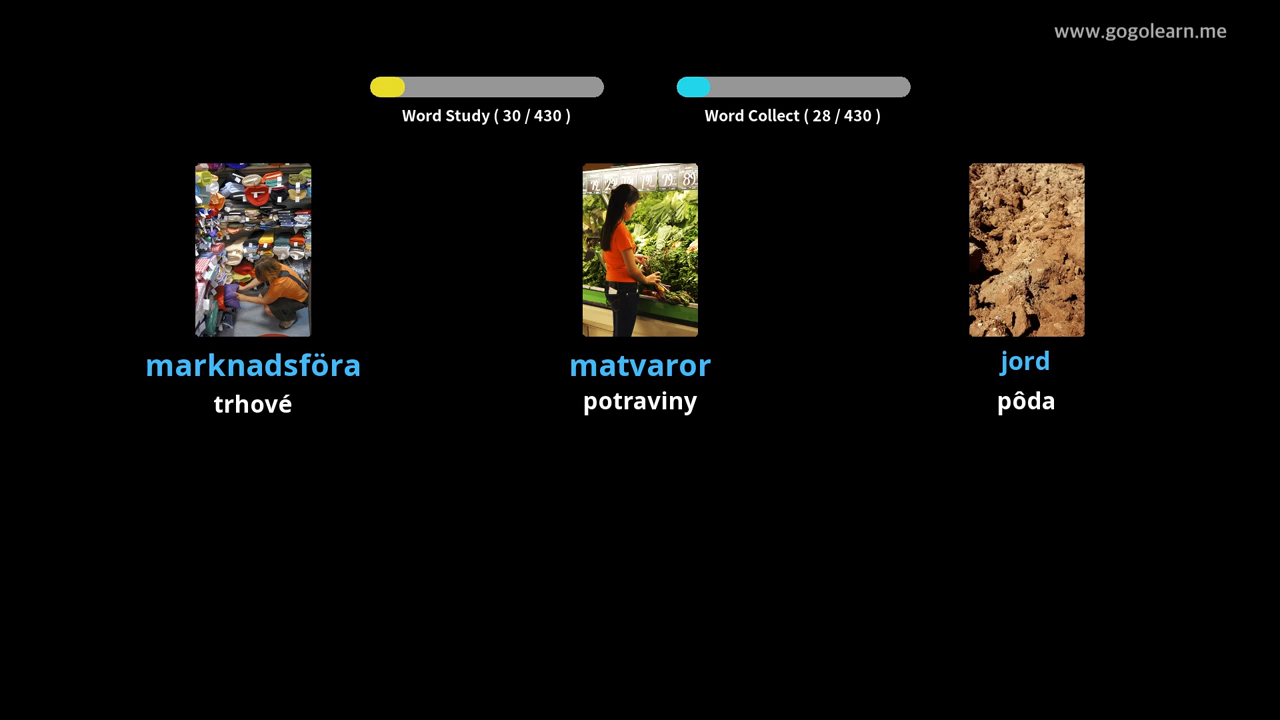 www.gogolearn.me
Word Study ( 30 / 430 )
Word Collect ( 28 / 430 )
marknadsföra
matvaror
jord
trhové
potraviny
pôda